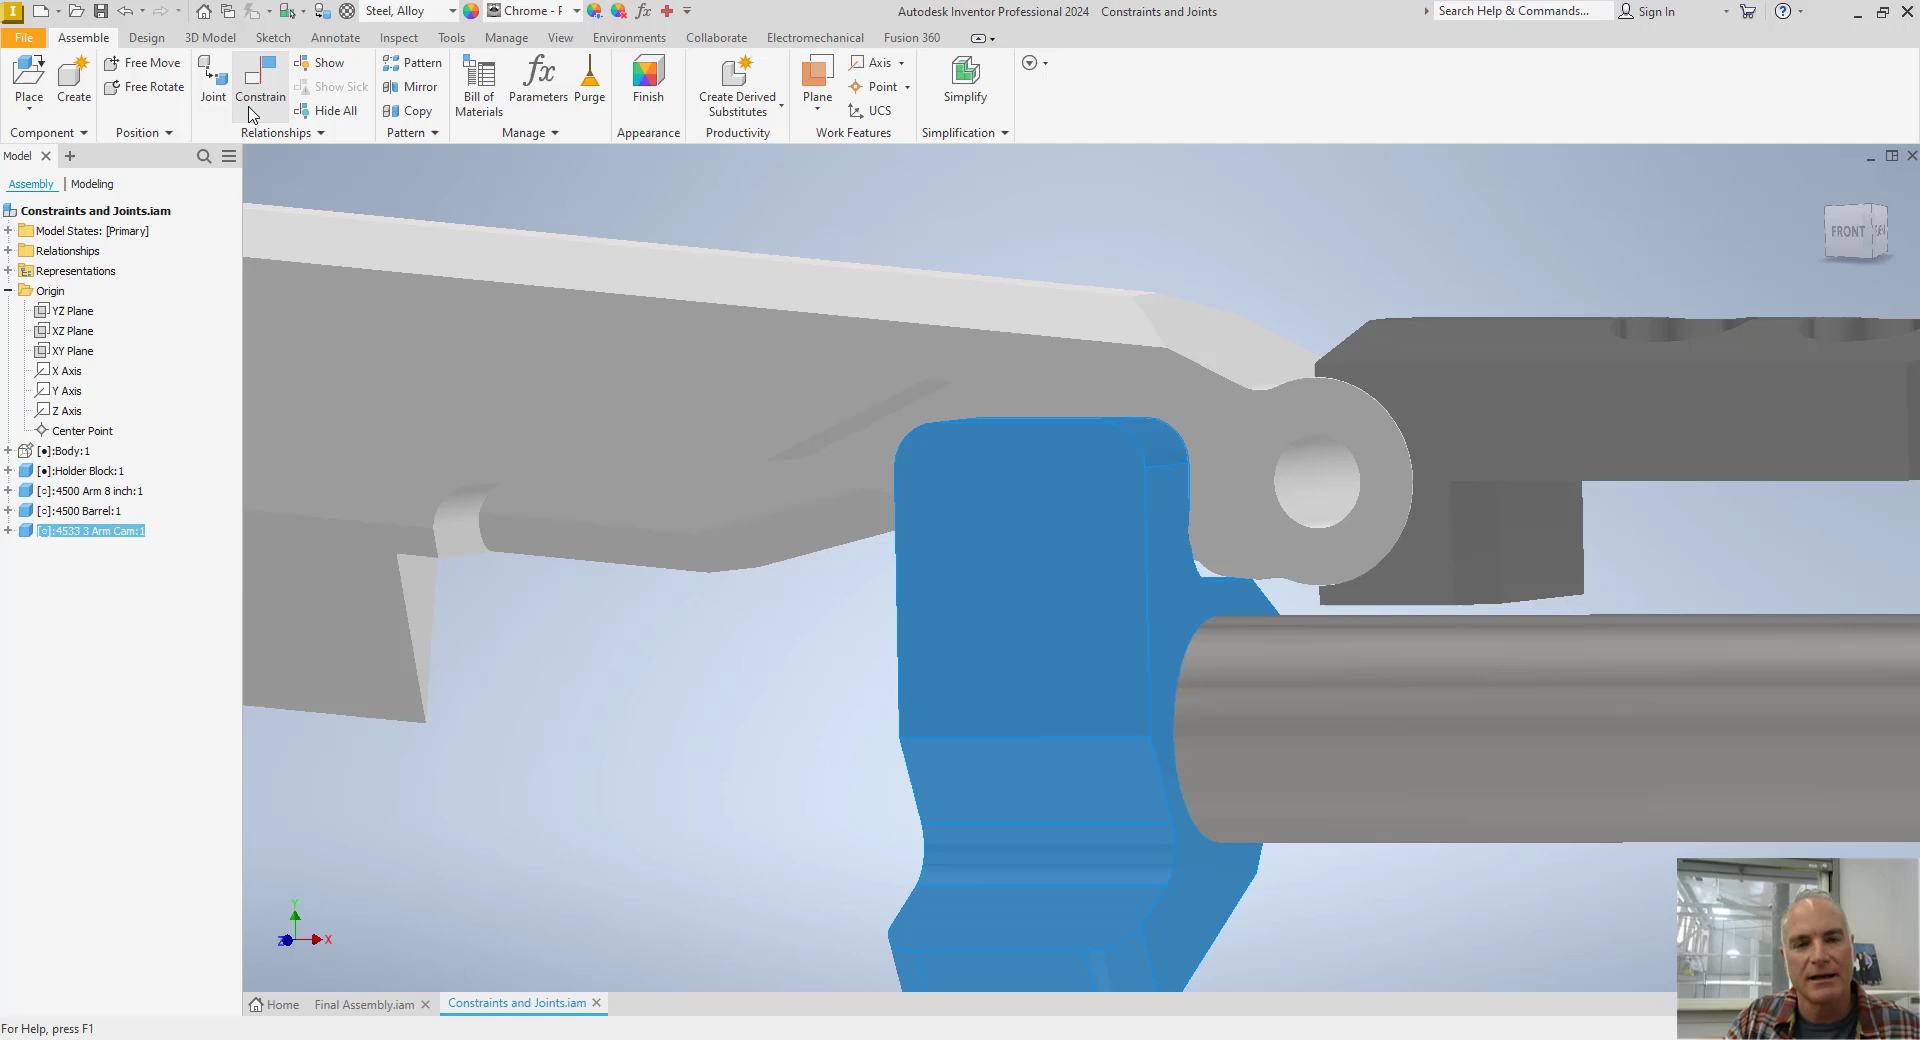 Steel, Alloy
Chrome - F
Autodesk Inventor Professional 2024 Constraints and Joints
Search Help & Commands...
Sign In
File
Assemble
Design
3D Model
Sketch
Annotate
Inspect
Tools
Manage
View
Environments
Collaborate
Electromechanical
Fusion 360
Place
Create
Free Move
Free Rotate
Joint
Constrain
Show
Show Sick
Hide All
Pattern
Mirror
Copy
Bill of
Materials
fx
Parameters
Purge
Finish
Create Derived
Substitutes
Plane
Axis
Point
UCS
Simplify
Component
Position
Relationships
Pattern
Manage
Appearance
Productivity
Work Features
Simplification
Model
Assembly
Modeling
Constraints and Joints.iam
Model States: [Primary]
Relationships
Representations
Origin
YZ Plane
XZ Plane
XY Plane
X Axis
Y Axis
Z Axis
Center Point
[●]:Body:1
[●]:Holder Block:1
[○]:4500 Arm 8 inch:1
[○]:4500 Barrel:1
[○]:4533 3 Arm Cam:1
FRONT
Y
Z
X
Home
Final Assembly.iam
Constraints and Joints.iam
For Help, press F1